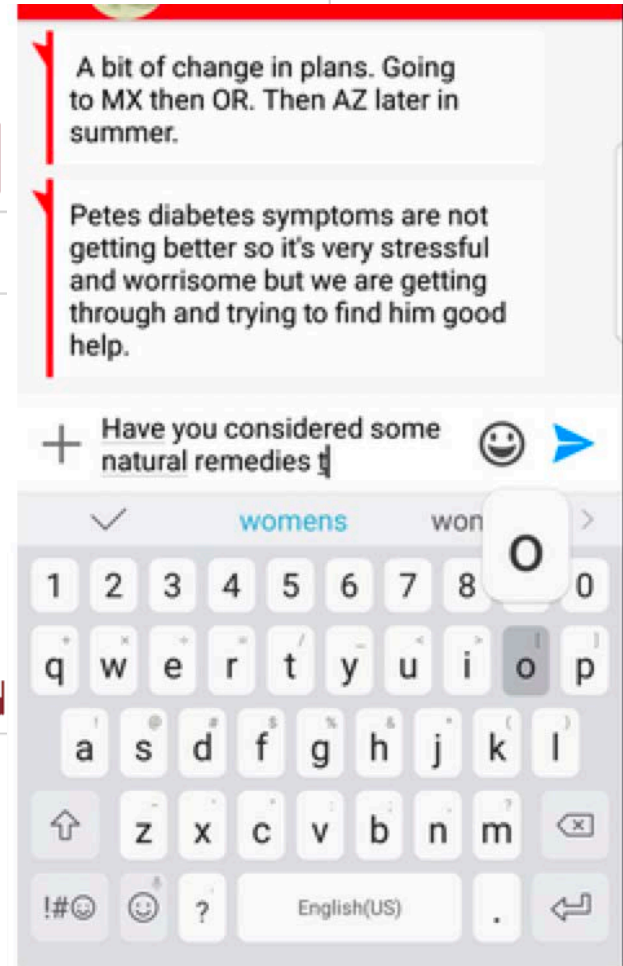 A bit of change in plans. Going
to MX then OR. Then AZ later in
summer.
Petes diabetes symptoms are not
getting better so it's very stressful
and worrisome but we are getting
through and trying to find him good
help.
Have you considered some
natural remedies t
womens
won
o
1 2 3 4 5 6 7 8 0
q w e r t y u i o p
a s d f g h j k l
z x c v b n m
!#☺ ? English(US) .